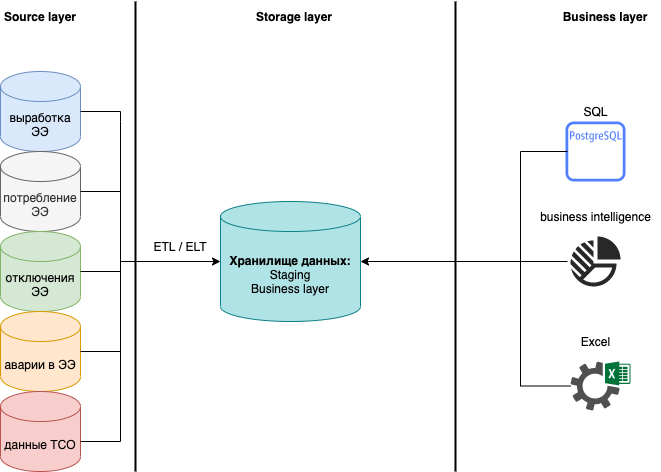 Source layer
Storage layer
Business layer
выработка
ЭЭ
потребление
ЭЭ
отключения
ЭЭ
аварии в ЭЭ
данные ТСО
ETL / ELT
Хранилище данных:
Staging
Business layer
SQL
PostgreSQL
business intelligence
Excel
X